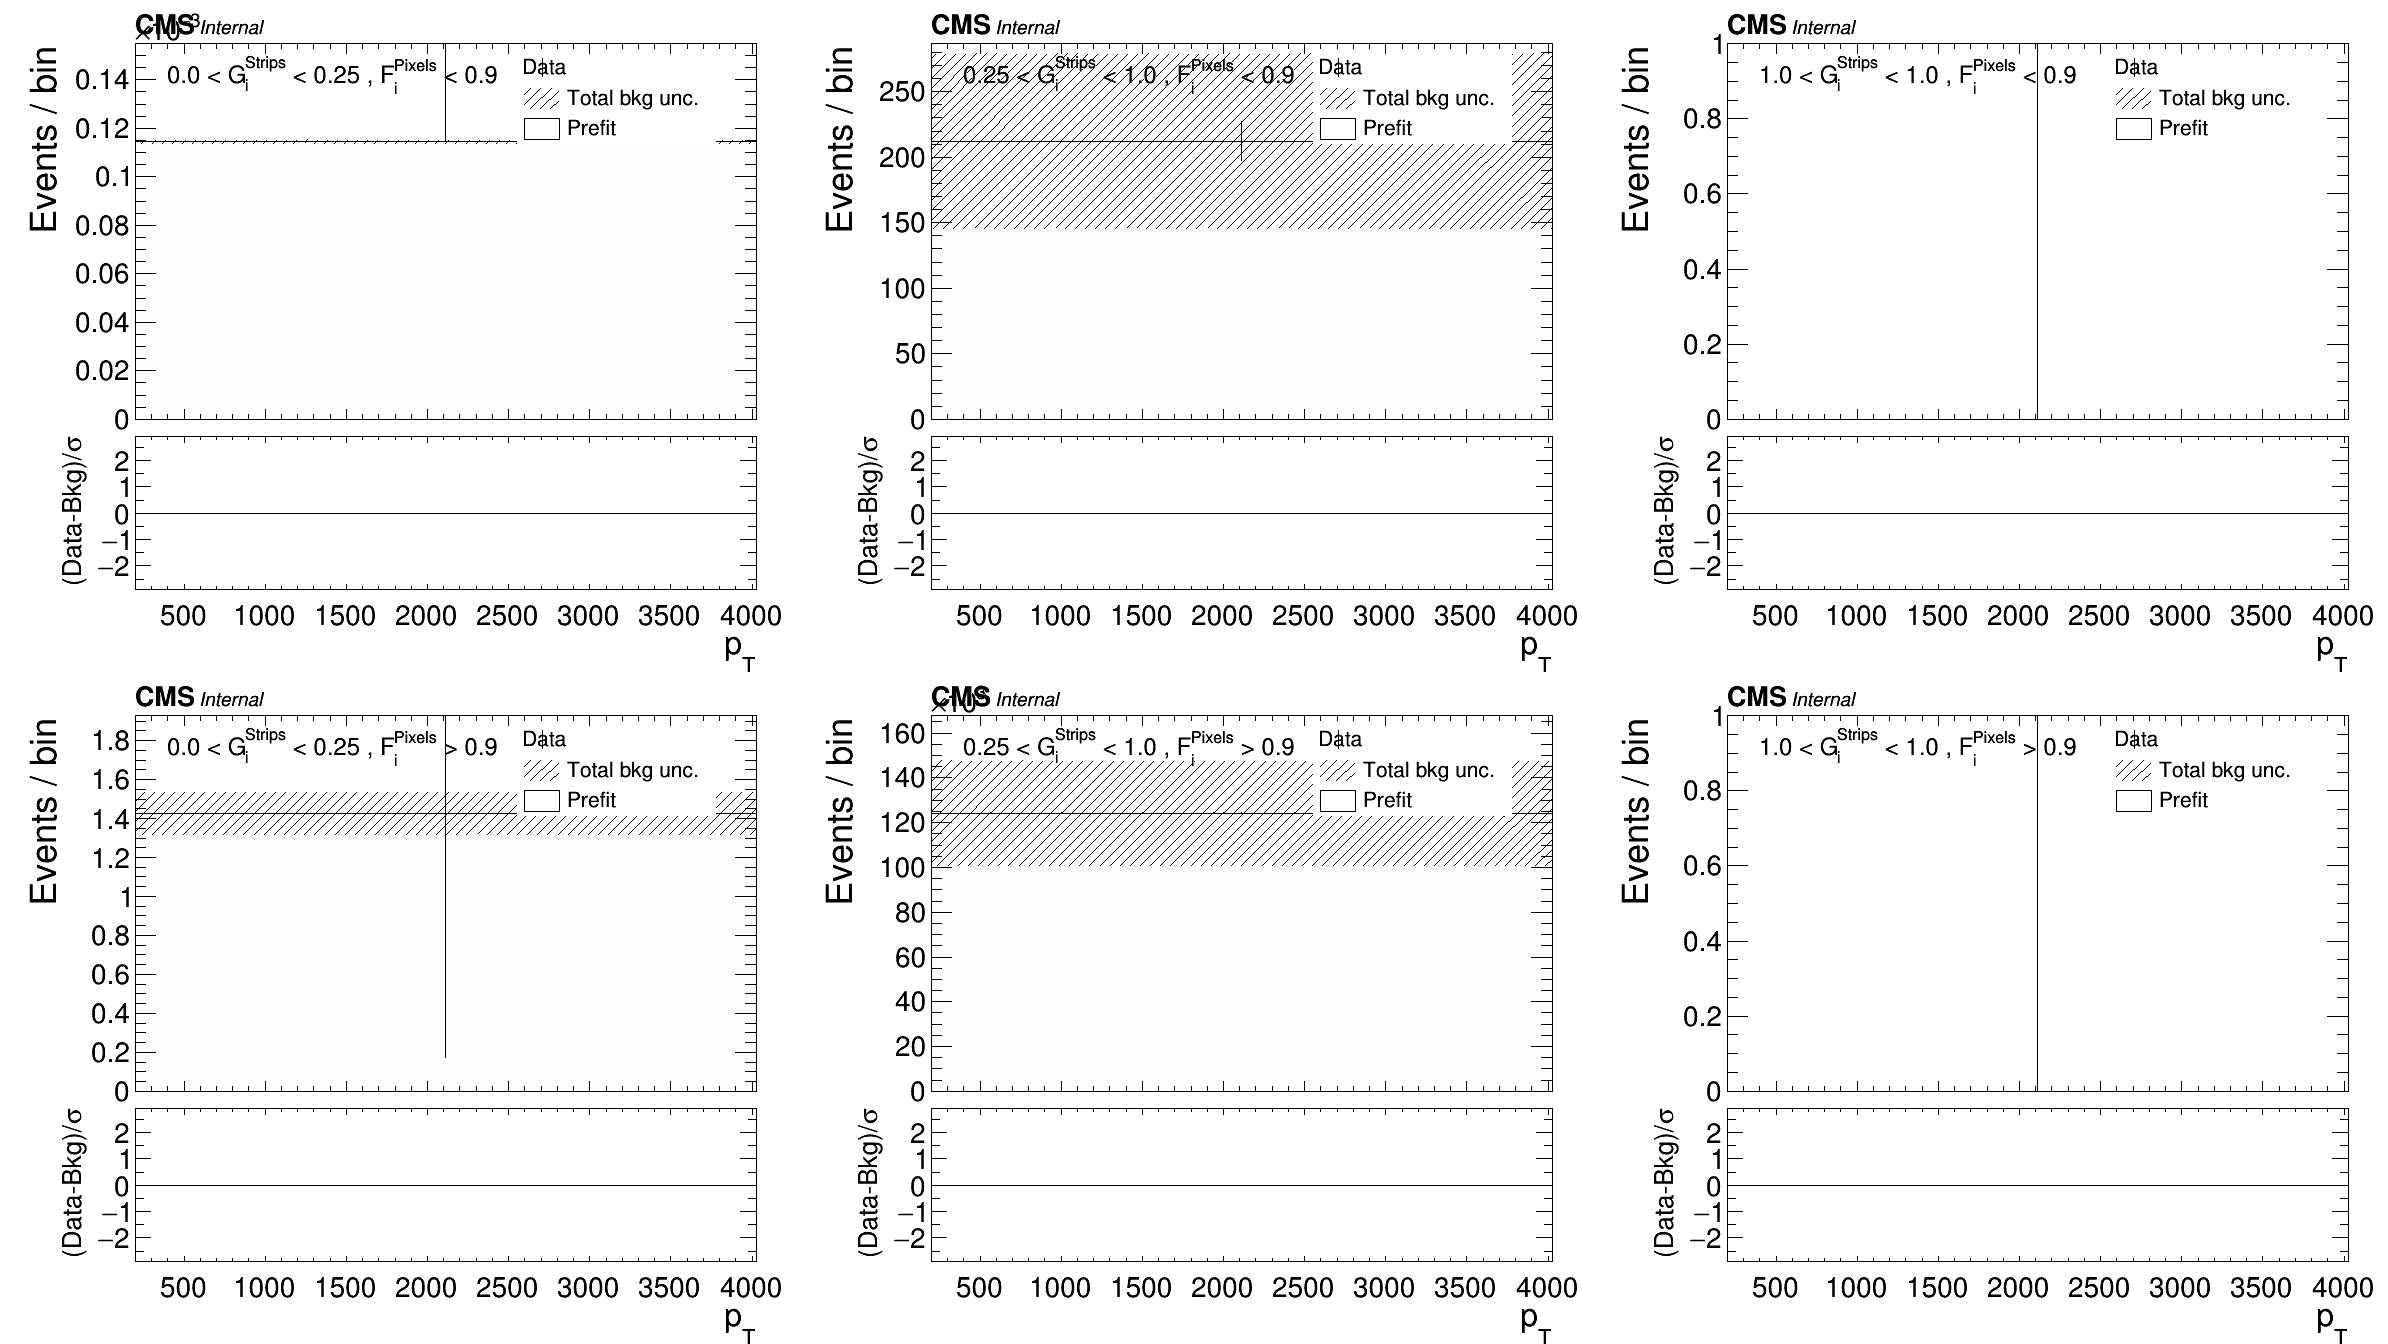 CMS Internal
×10⁻³
Events / bin
0.0 < G_i^Strips < 0.25 , F_i^Pixels < 0.9
Data
Total bkg unc.
Prefit
0.14
0.12
0.1
0.08
0.06
0.04
0.02
0
(Data-Bkg)/σ
2
1
0
−1
−2
500 1000 1500 2000 2500 3000 3500 4000
p_T
CMS Internal
Events / bin
0.25 < G_i^Strips < 1.0 , F_i^Pixels < 0.9
Data
Total bkg unc.
Prefit
250
200
150
100
50
0
(Data-Bkg)/σ
2
1
0
−1
−2
500 1000 1500 2000 2500 3000 3500 4000
p_T
CMS Internal
Events / bin
1.0 < G_i^Strips < 1.0 , F_i^Pixels < 0.9
Data
Total bkg unc.
Prefit
1
0.8
0.6
0.4
0.2
0
(Data-Bkg)/σ
2
1
0
−1
−2
500 1000 1500 2000 2500 3000 3500 4000
p_T
CMS Internal
Events / bin
0.0 < G_i^Strips < 0.25 , F_i^Pixels > 0.9
Data
Total bkg unc.
Prefit
1.8
1.6
1.4
1.2
1
0.8
0.6
0.4
0.2
0
(Data-Bkg)/σ
2
1
0
−1
−2
500 1000 1500 2000 2500 3000 3500 4000
p_T
CMS Internal
Events / bin
0.25 < G_i^Strips < 1.0 , F_i^Pixels > 0.9
Data
Total bkg unc.
Prefit
160
140
120
100
80
60
40
20
0
(Data-Bkg)/σ
2
1
0
−1
−2
500 1000 1500 2000 2500 3000 3500 4000
p_T
CMS Internal
Events / bin
1.0 < G_i^Strips < 1.0 , F_i^Pixels > 0.9
Data
Total bkg unc.
Prefit
1
0.8
0.6
0.4
0.2
0
(Data-Bkg)/σ
2
1
0
−1
−2
500 1000 1500 2000 2500 3000 3500 4000
p_T